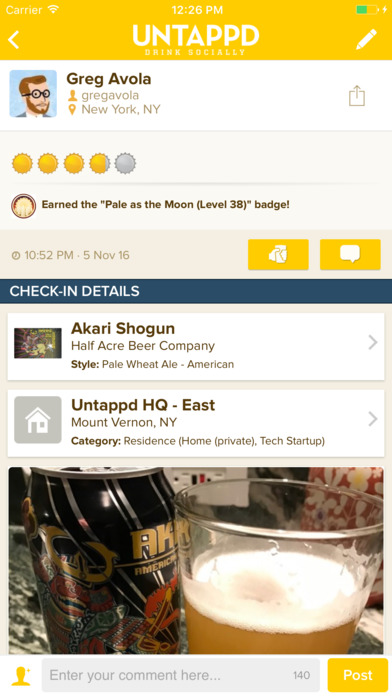 Carrier 12:26 PM
UNTAPPD
DRINK SOCIALLY
Greg Avola
gregavola
New York, NY
Earned the "Pale as the Moon (Level 38)" badge!
10:52 PM · 5 Nov 16
CHECK-IN DETAILS
Akari Shogun
Half Acre Beer Company
Style: Pale Wheat Ale - American
Untappd HQ - East
Mount Vernon, NY
Category: Residence (Home (private), Tech Startup)
Enter your comment here... 140
Post